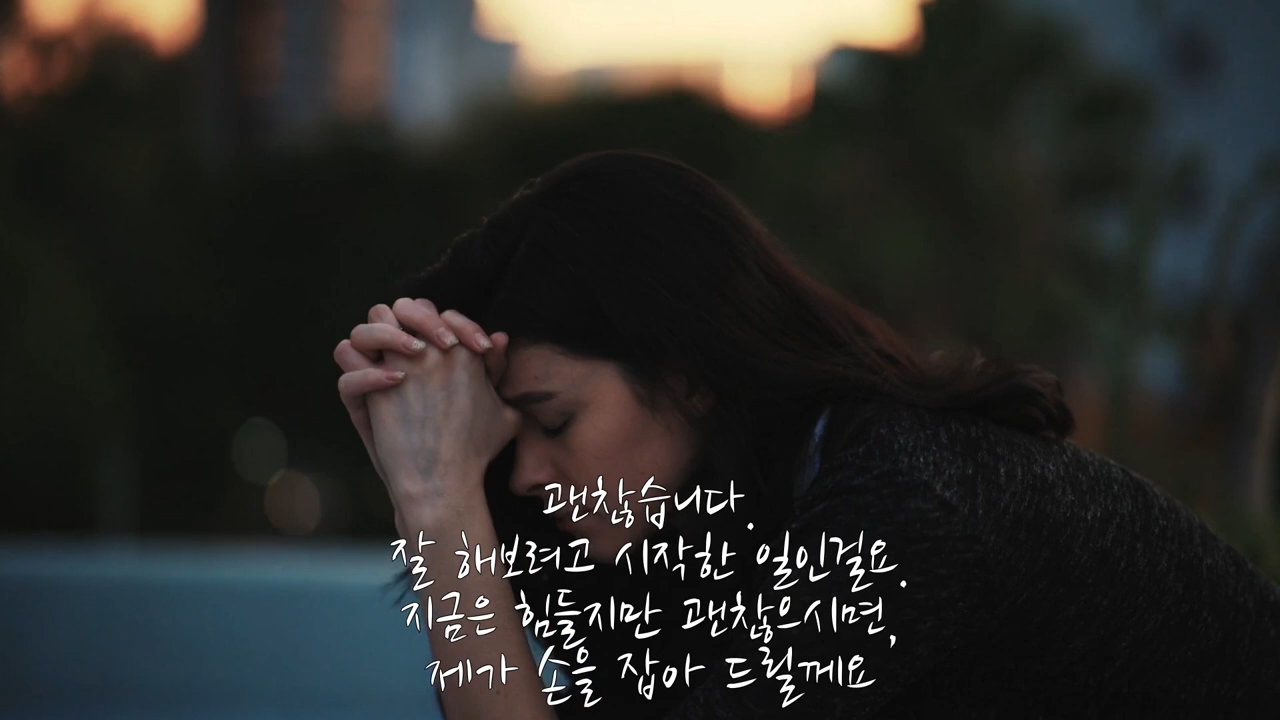 괜찮습니다.
잘 해보려고 시작한 일인걸요.
지금은 힘들지만 괜찮으시면,
제가 손을 잡아 드릴께요